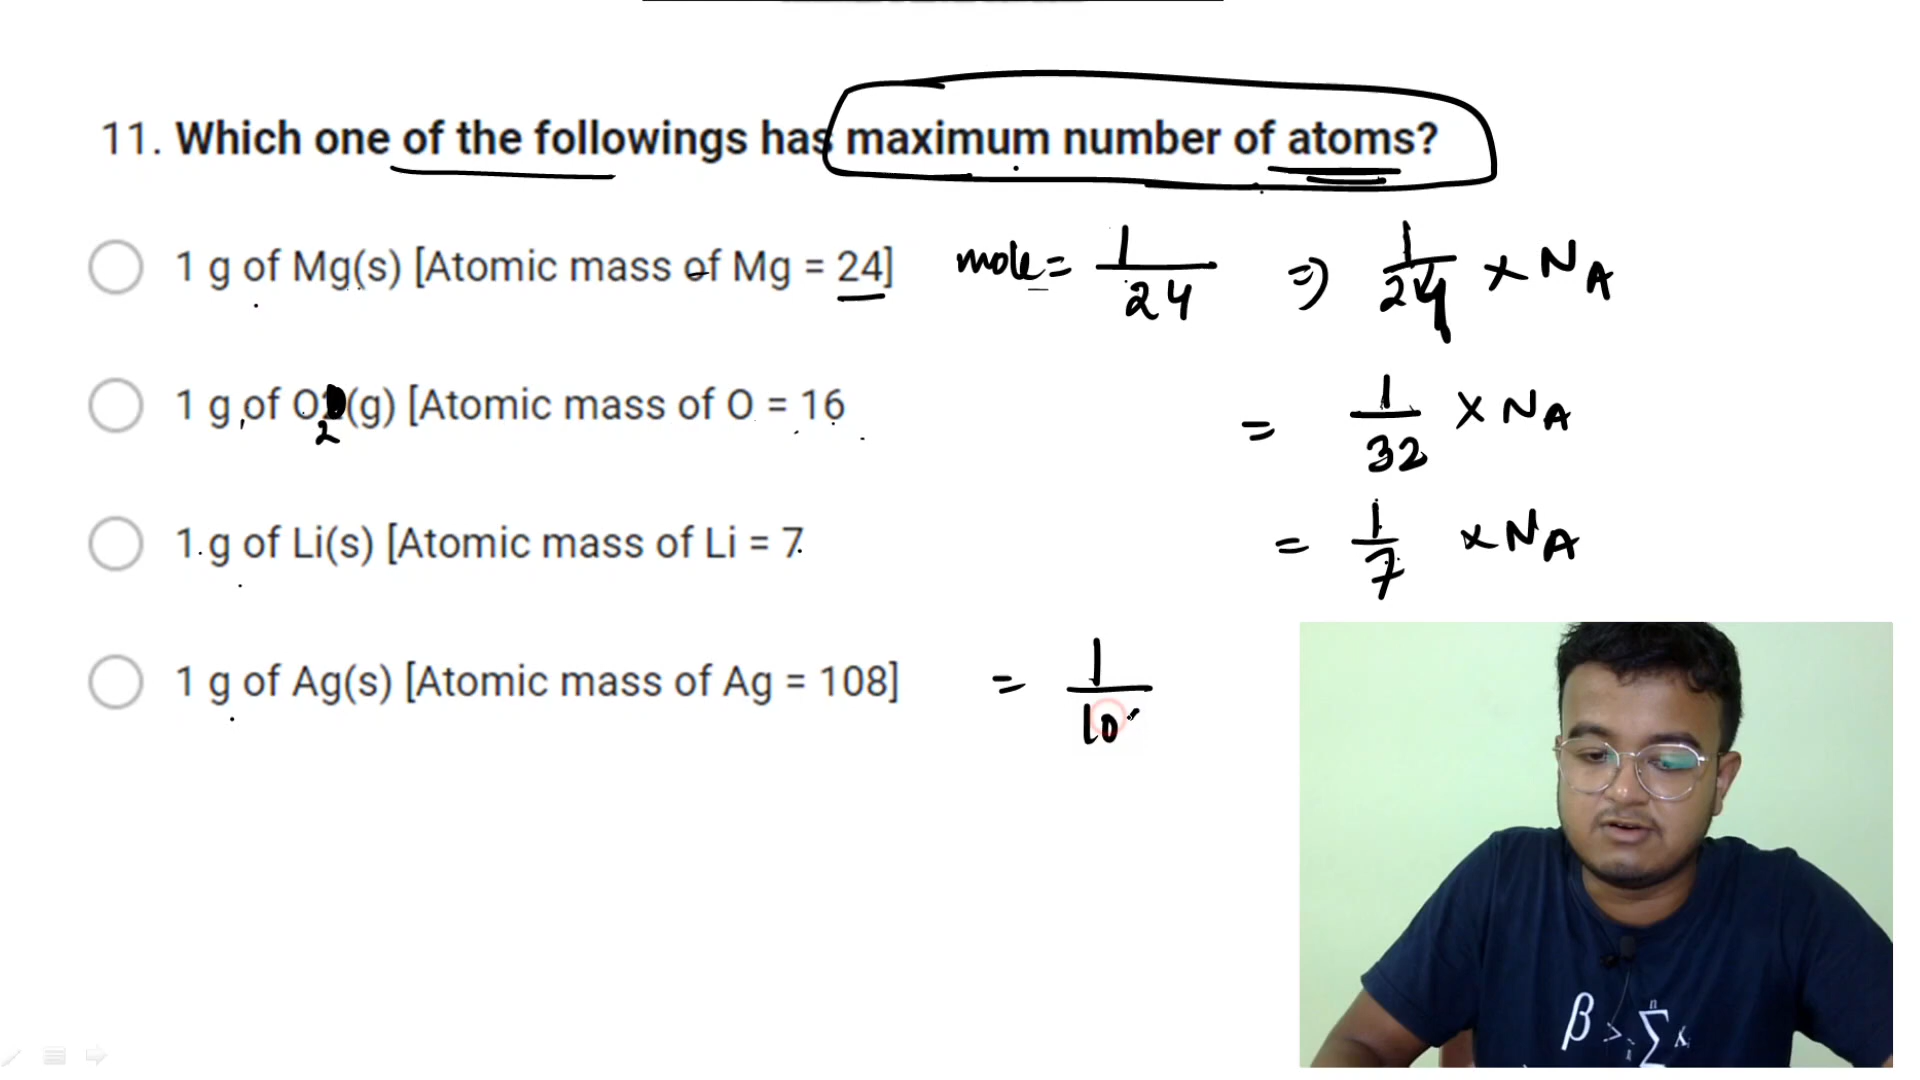 11. Which one of the followings has maximum number of atoms?
1 g of Mg(s) [Atomic mass of Mg = 24] mole = 1/24 ⇒ 1/24 × NA
1 g of O2(g) [Atomic mass of O = 16 = 1/32 × NA
1 g of Li(s) [Atomic mass of Li = 7 = 1/7 × NA
1 g of Ag(s) [Atomic mass of Ag = 108] = 1/10
β > Σ
n